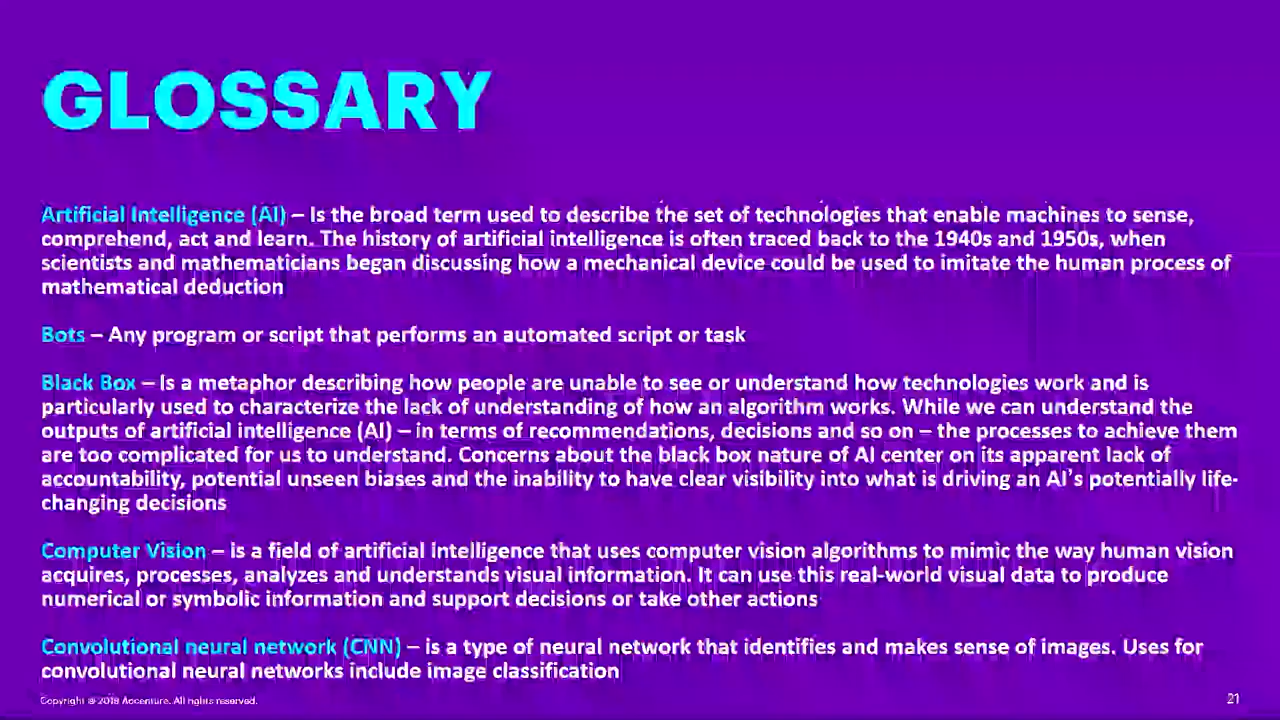 GLOSSARY
Artificial Intelligence (AI) – Is the broad term used to describe the set of technologies that enable machines to sense,
comprehend, act and learn. The history of artificial intelligence is often traced back to the 1940s and 1950s, when
scientists and mathematicians began discussing how a mechanical device could be used to imitate the human process of
mathematical deduction
Bots – Any program or script that performs an automated script or task
Black Box – Is a metaphor describing how people are unable to see or understand how technologies work and is
particularly used to characterize the lack of understanding of how an algorithm works. While we can understand the
outputs of artificial intelligence (AI) – in terms of recommendations, decisions and so on – the processes to achieve them
are too complicated for us to understand. Concerns about the black box nature of AI center on its apparent lack of
accountability, potential unseen biases and the inability to have clear visibility into what is driving an AI's potentially life-
changing decisions
Computer Vision – is a field of artificial intelligence that uses computer vision algorithms to mimic the way human vision
acquires, processes, analyzes and understands visual information. It can use this real-world visual data to produce
numerical or symbolic information and support decisions or take other actions
Convolutional neural network (CNN) – is a type of neural network that identifies and makes sense of images. Uses for
convolutional neural networks include image classification
Copyright © 2018 Accenture. All rights reserved.
21